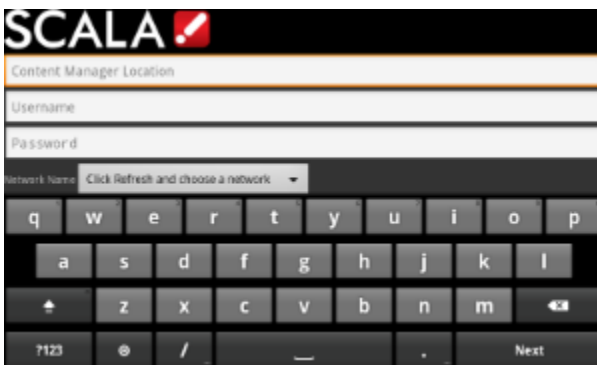 SCALA
Content Manager Location
Username
Password
Network Name Click Refresh and choose a network
q w e r t y u i o p
a s d f g h j k l
z x c v b n m
?123 @ / . Next